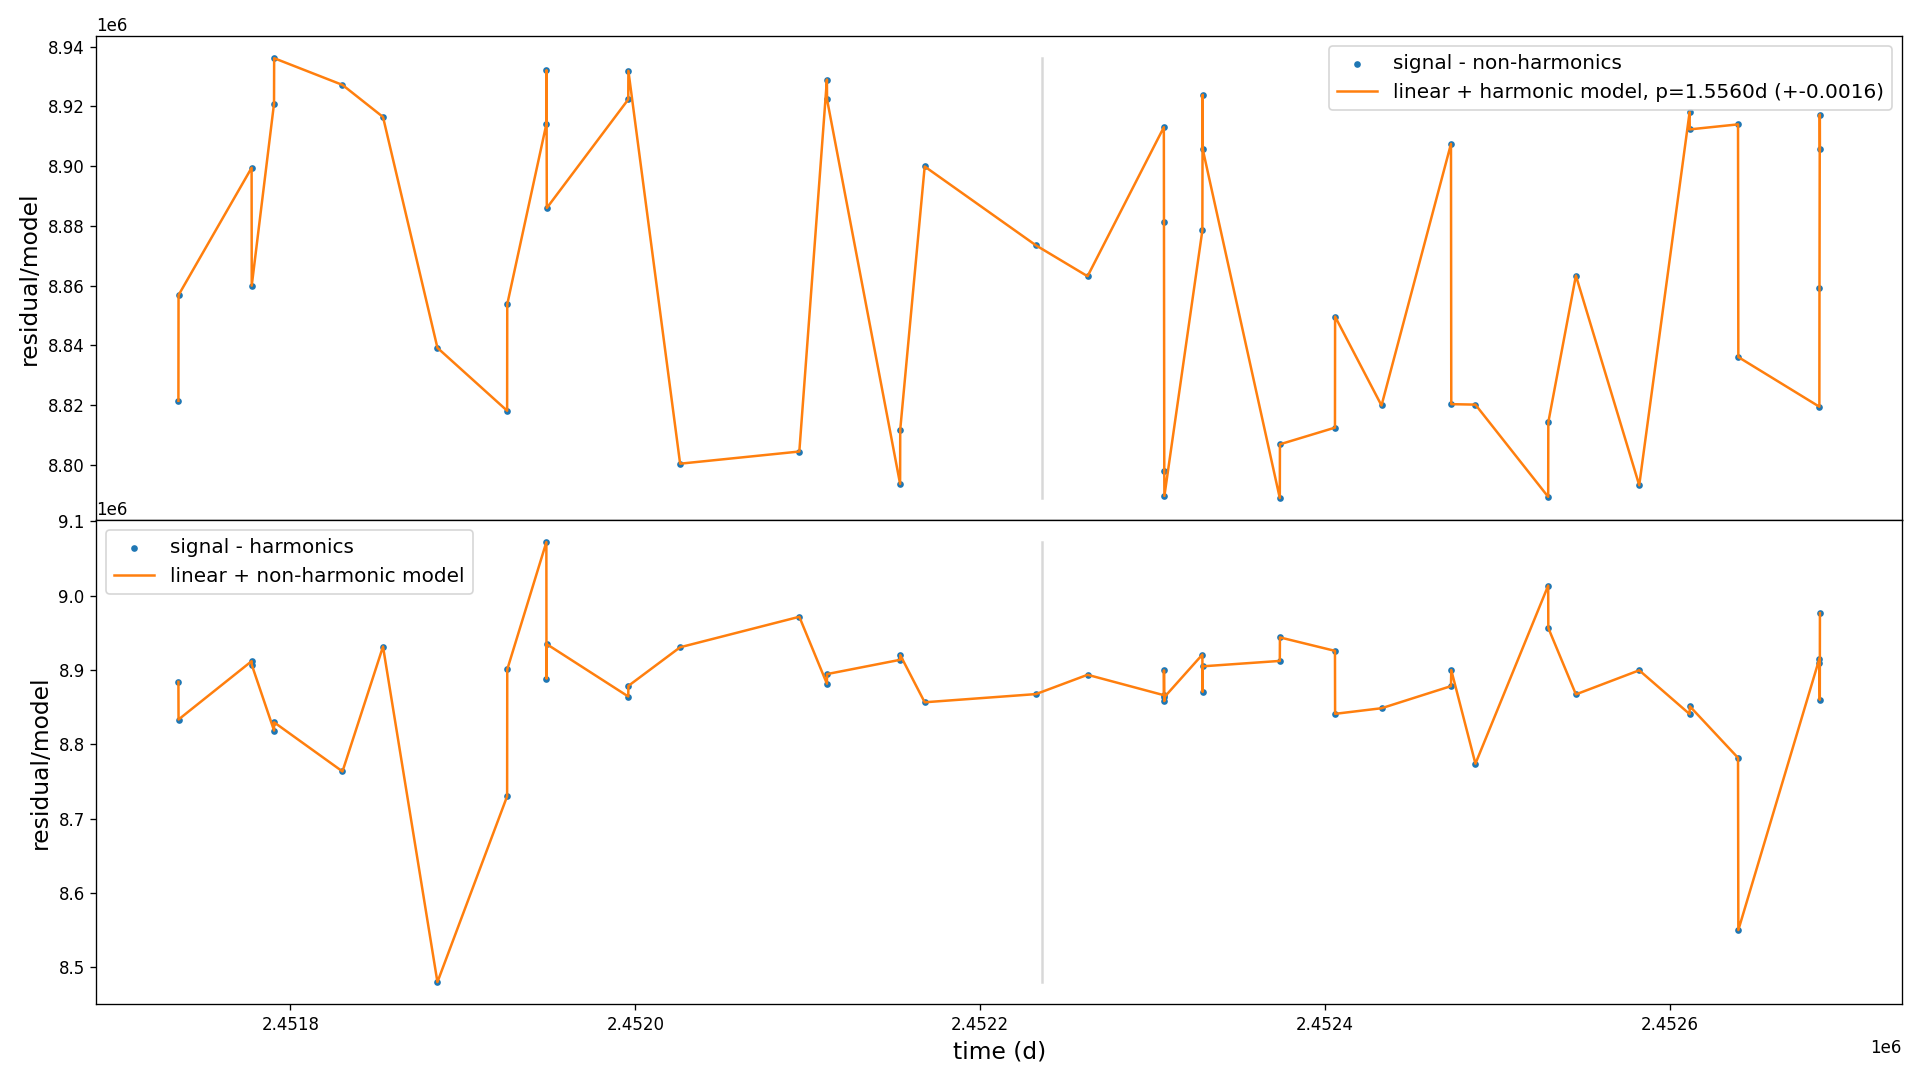 1e6
8.94
8.92
8.90
8.88
8.86
8.84
8.82
8.80
residual/model
signal - non-harmonics
linear + harmonic model, p=1.5560d (+-0.0016)
1e6
9.1
9.0
8.9
8.8
8.7
8.6
8.5
residual/model
signal - harmonics
linear + non-harmonic model
2.4518
2.4520
2.4522
2.4524
2.4526
time (d)
1e6